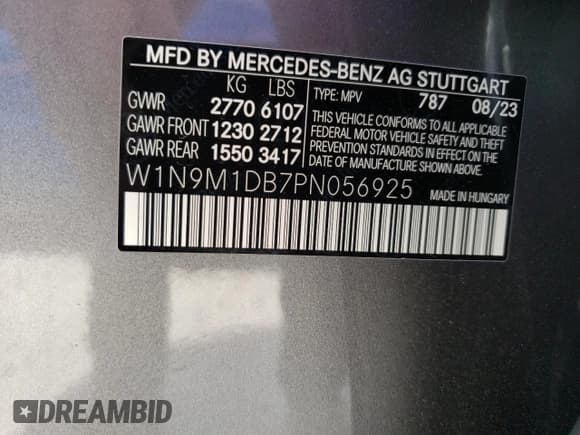 MFD BY MERCEDES-BENZ AG STUTTGART
KG LBS
GVWR 2770 6107
GAWR FRONT 1230 2712
GAWR REAR 1550 3417
TYPE: MPV 787 08/23
THIS VEHICLE CONFORMS TO ALL APPLICABLE
FEDERAL MOTOR VEHICLE SAFETY AND THEFT
PREVENTION STANDARDS IN EFFECT ON THE
DATE OF MANUFACTURE SHOWN ABOVE.
W1N9M1DB7PN056925
MADE IN HUNGARY
DREAMBID